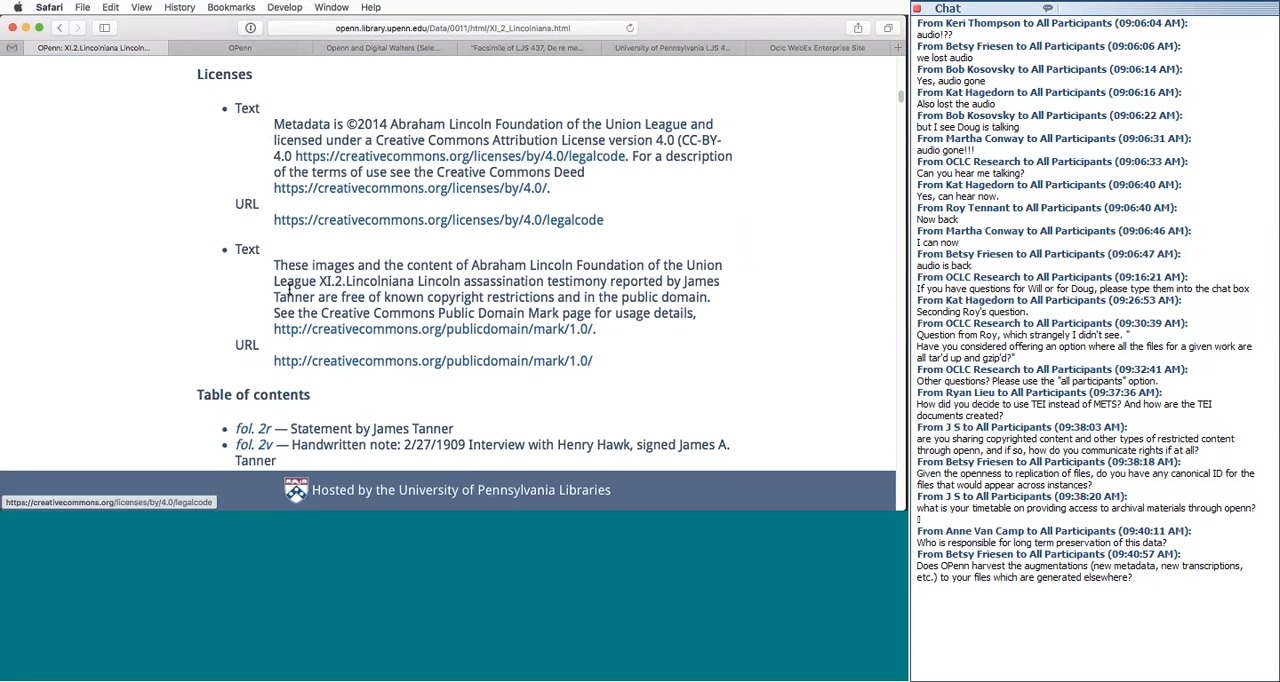 Safari File Edit View History Bookmarks Develop Window Help
openn.library.upenn.edu/Data/0011/html/XI_2_Lincolniana.html
OPenn: XI.2.Lincolniana Lincoln... OPenn Openn and Digital Walters (Sele... "Facsimile of LJS 437, De re me... University of Pennsylvania LJS 4... Oclc WebEx Enterprise Site
Licenses
• Text
Metadata is ©2014 Abraham Lincoln Foundation of the Union League and
licensed under a Creative Commons Attribution License version 4.0 (CC-BY-
4.0 https://creativecommons.org/licenses/by/4.0/legalcode. For a description
of the terms of use see the Creative Commons Deed
https://creativecommons.org/licenses/by/4.0/.
URL
https://creativecommons.org/licenses/by/4.0/legalcode
• Text
These images and the content of Abraham Lincoln Foundation of the Union
League XI.2.Lincolniana Lincoln assassination testimony reported by James
Tanner are free of known copyright restrictions and in the public domain.
See the Creative Commons Public Domain Mark page for usage details,
http://creativecommons.org/publicdomain/mark/1.0/.
URL
http://creativecommons.org/publicdomain/mark/1.0/
Table of contents
• fol. 2r — Statement by James Tanner
• fol. 2v — Handwritten note: 2/27/1909 Interview with Henry Hawk, signed James A.
Tanner
Hosted by the University of Pennsylvania Libraries
https://creativecommons.org/licenses/by/4.0/legalcode
Chat
From Keri Thompson to All Participants (09:06:04 AM):
audio!??
From Betsy Friesen to All Participants (09:06:06 AM):
we lost audio
From Bob Kosovsky to All Participants (09:06:14 AM):
Yes, audio gone
From Kat Hagedorn to All Participants (09:06:16 AM):
Also lost the audio
From Bob Kosovsky to All Participants (09:06:22 AM):
but I see Doug is talking
From Martha Conway to All Participants (09:06:31 AM):
audio gone!!!
From OCLC Research to All Participants (09:06:33 AM):
Can you hear me talking?
From Kat Hagedorn to All Participants (09:06:40 AM):
Yes, can hear now.
From Roy Tennant to All Participants (09:06:40 AM):
Now back
From Martha Conway to All Participants (09:06:46 AM):
I can now
From Betsy Friesen to All Participants (09:06:47 AM):
audio is back
From OCLC Research to All Participants (09:16:21 AM):
If you have questions for Will or for Doug, please type them into the chat box
From Kat Hagedorn to All Participants (09:26:53 AM):
Seconding Roy's question.
From OCLC Research to All Participants (09:30:39 AM):
Question from Roy, which strangely I didn't see. "
Have you considered offering an option where all the files for a given work are
all tar'd up and gzip'd?"
From OCLC Research to All Participants (09:32:41 AM):
Other questions? Please use the "all participants" option.
From Ryan Lieu to All Participants (09:37:36 AM):
How did you decide to use TEI instead of METS? And how are the TEI
documents created?
From J S to All Participants (09:38:03 AM):
are you sharing copyrighted content and other types of restricted content
through openn, and if so, how do you communicate rights if at all?
From Betsy Friesen to All Participants (09:38:18 AM):
Given the openness to replication of files, do you have any canonical ID for the
files that would appear across instances?
From J S to All Participants (09:38:20 AM):
what is your timetable on providing access to archival materials through openn?
From Anne Van Camp to All Participants (09:40:11 AM):
Who is responsible for long term preservation of this data?
From Betsy Friesen to All Participants (09:40:57 AM):
Does OPenn harvest the augmentations (new metadata, new transcriptions,
etc.) to your files which are generated elsewhere?